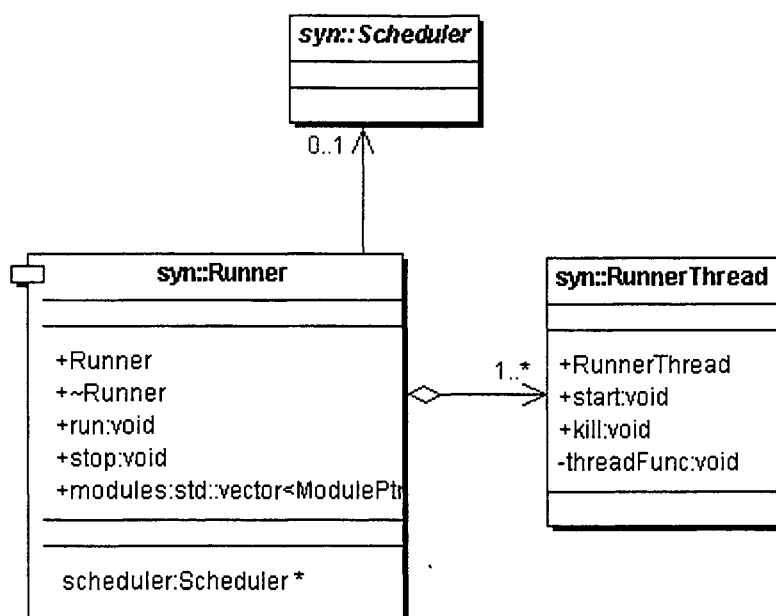 syn::Scheduler
0..1
syn::Runner
+Runner
+~Runner
+run:void
+stop:void
+modules:std::vector<ModulePtr
scheduler:Scheduler *
1..*
syn::RunnerThread
+RunnerThread
+start:void
+kill:void
-threadFunc:void